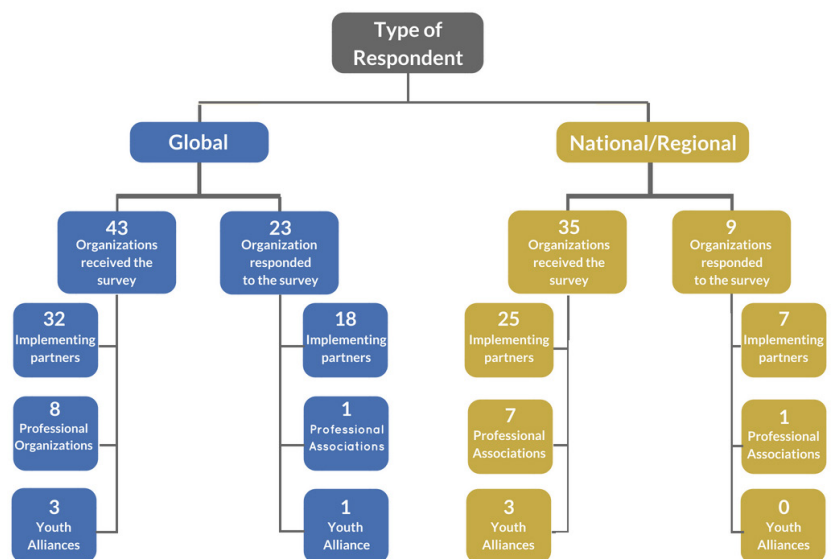 Type of
Respondent
Global
National/Regional
43
Organizations
received the
survey
23
Organization
responded
to the survey
35
Organizations
received the
survey
9
Organizations
responded
to the survey
32
Implementing
partners
18
Implementing
partners
25
Implementing
partners
7
Implementing
partners
8
Professional
Organizations
1
Professional
Associations
7
Professional
Associations
1
Professional
Associations
3
Youth
Alliances
1
Youth
Alliance
3
Youth
Alliances
0
Youth
Alliances